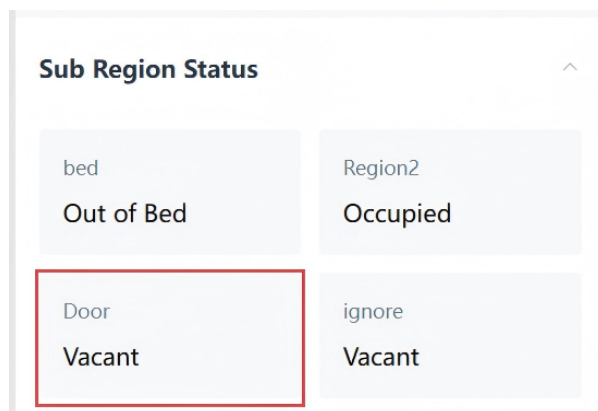 Sub Region Status
bed
Out of Bed
Region2
Occupied
Door
Vacant
ignore
Vacant